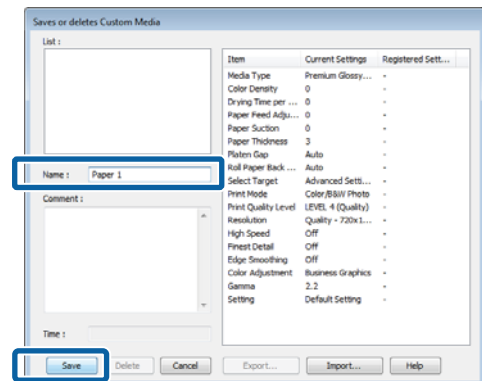 Saves or deletes Custom Media
List :
Item Current Settings Registered Sett...
Media Type Premium Glossy... -
Color Density 0 -
Drying Time per ... 0 -
Paper Feed Adju... 0 -
Paper Suction 0 -
Paper Thickness 3 -
Platen Gap Auto -
Roll Paper Back ... Auto -
Name : Paper 1
Select Target Advanced Setti... -
Comment :
Print Mode Color/B&W Photo -
Print Quality Level LEVEL 4 (Quality) -
Resolution Quality - 720x1... -
High Speed Off -
Finest Detail Off -
Edge Smoothing Off -
Color Adjustment Business Graphics -
Gamma 2.2 -
Setting Default Setting -
Time :
Save Delete Cancel Export... Import... Help